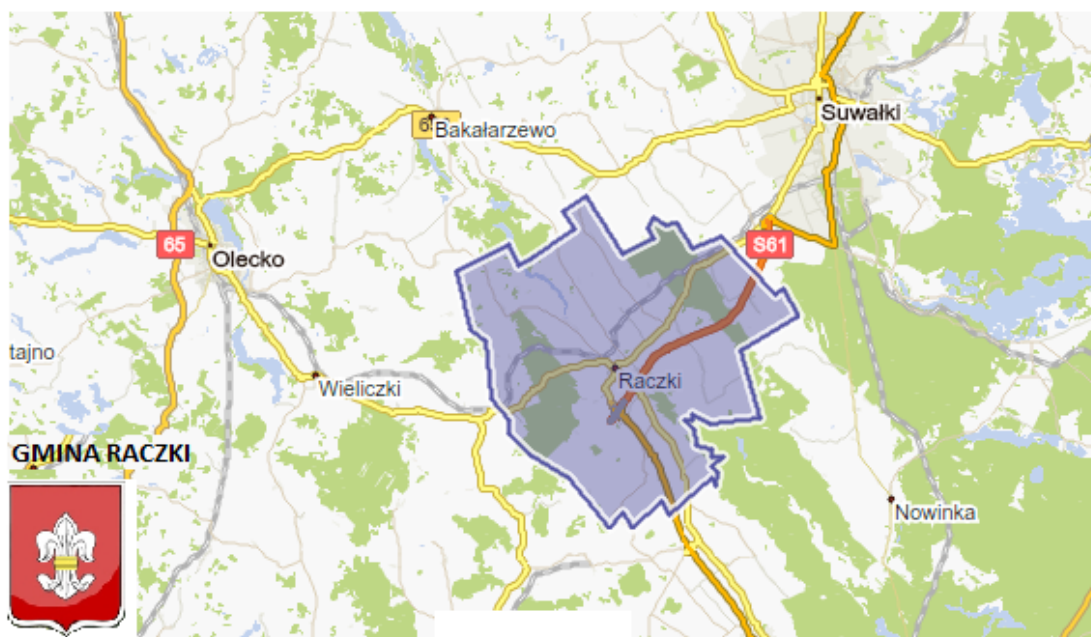 Suwałki
Bakałarzewo
65
S61
Olecko
tajno
Wieliczki
Raczki
GMINA RACZKI
Nowinka